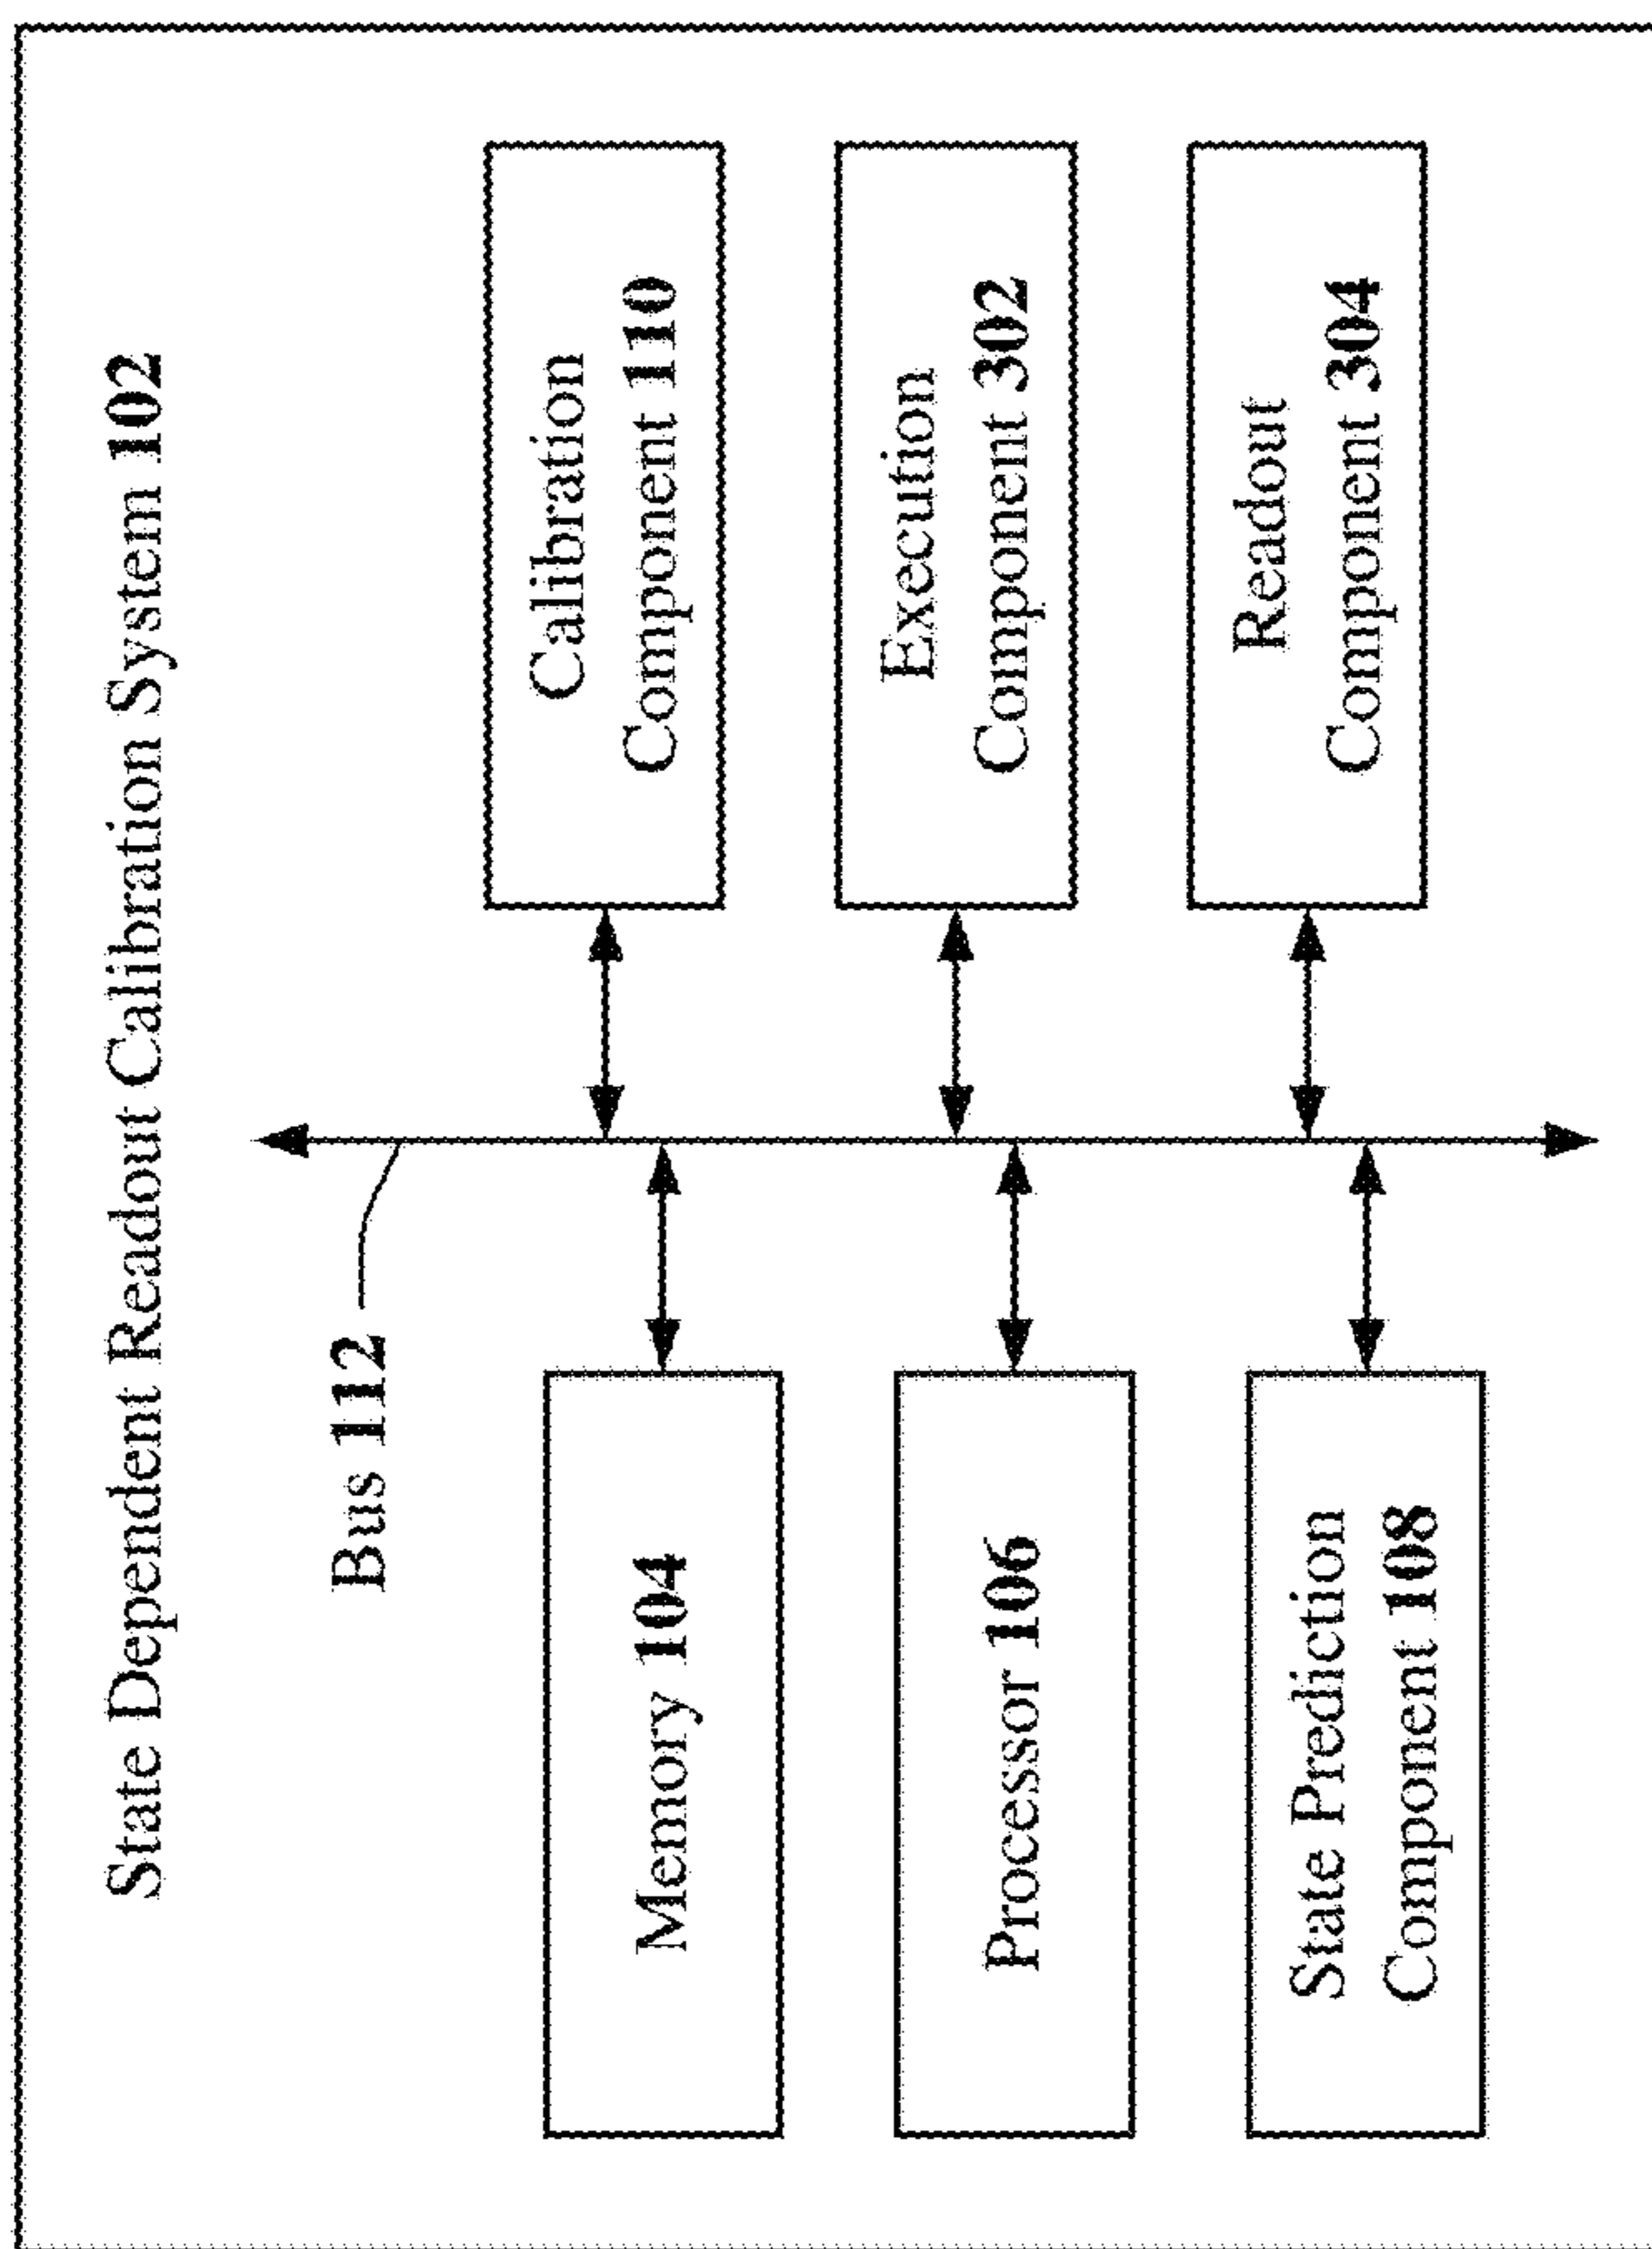 State Dependent Readout Calibration System 102
Bus 112
Memory 104
Calibration
Component 110
Processor 106
Execution
Component 302
State Prediction
Component 108
Readout
Component 304